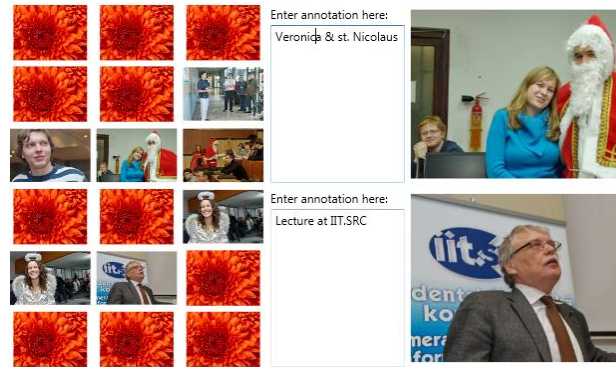 Enter annotation here:
Veronica & st. Nicolaus
Enter annotation here:
Lecture at IIT.SRC
iit.s
dent
ko
mera
for